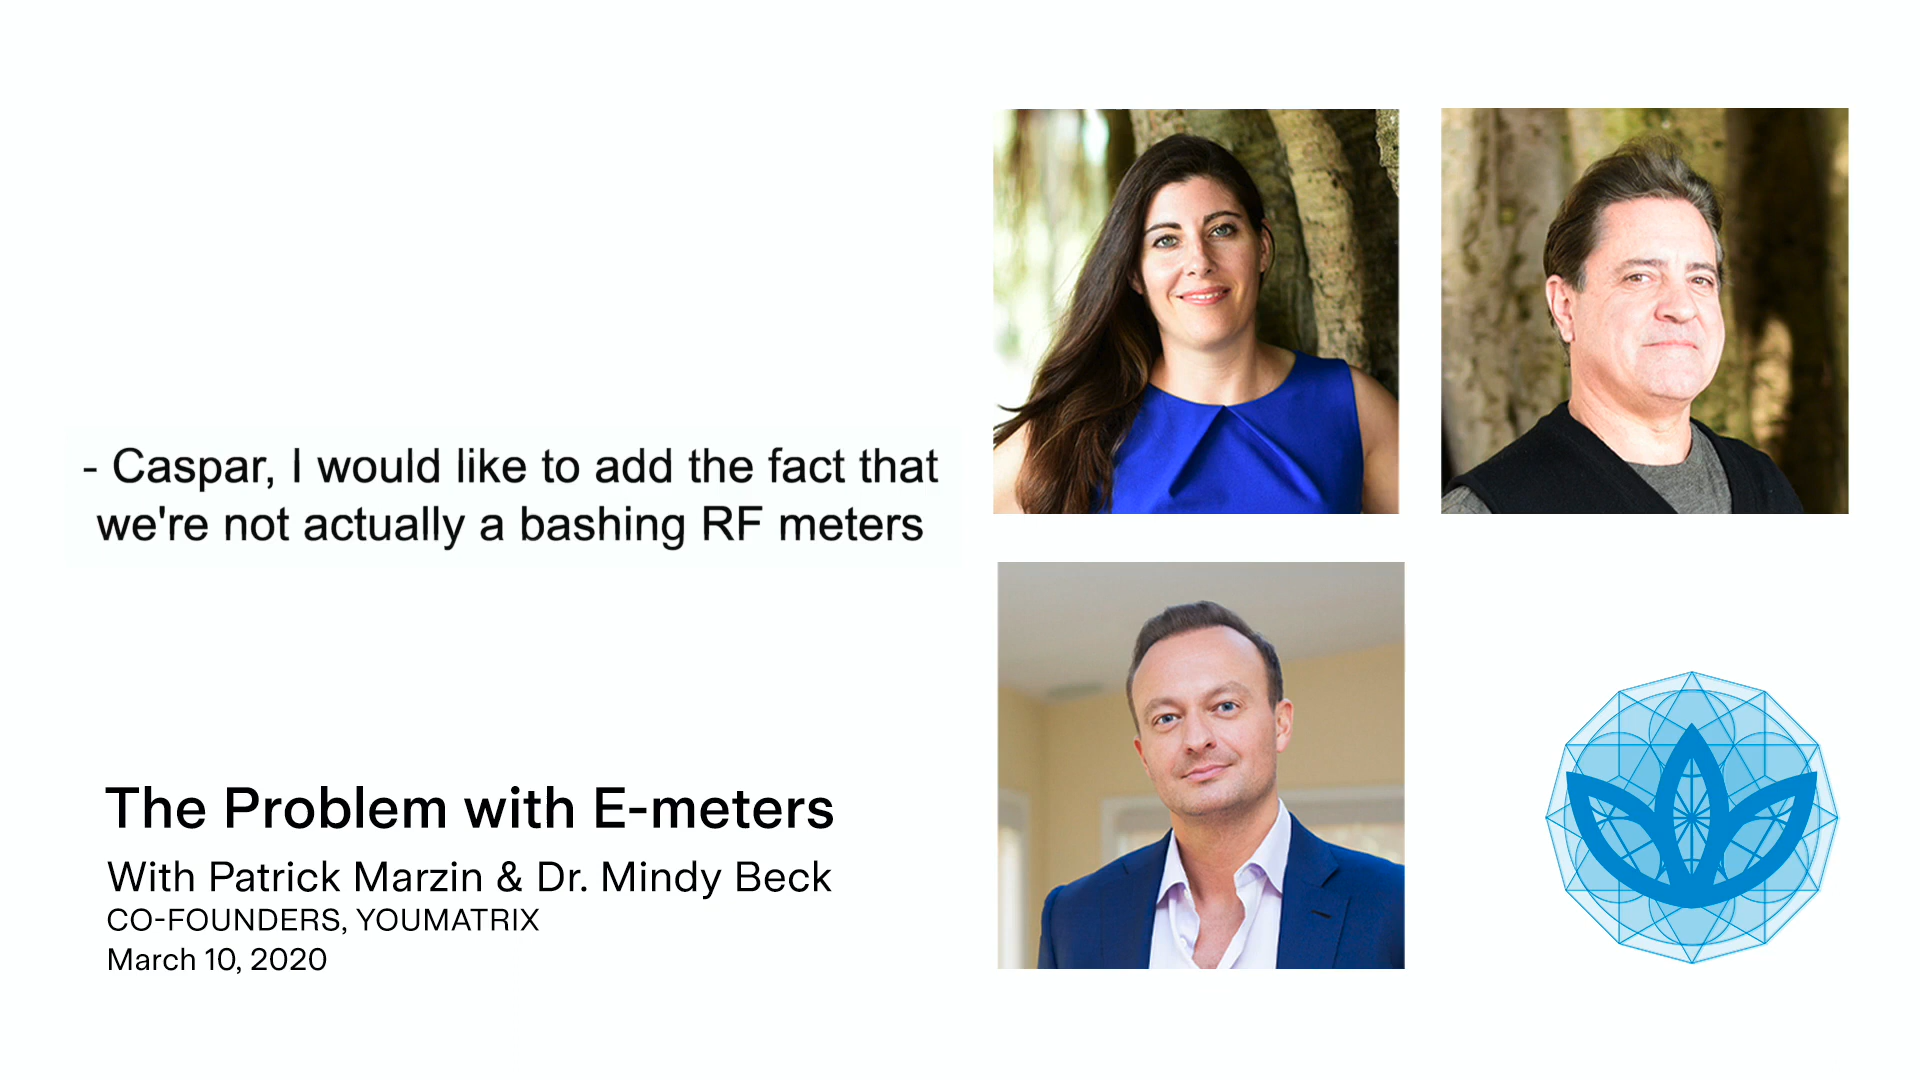 - Caspar, I would like to add the fact that
we're not actually a bashing RF meters
The Problem with E-meters
With Patrick Marzin & Dr. Mindy Beck
CO-FOUNDERS, YOUMATRIX
March 10, 2020